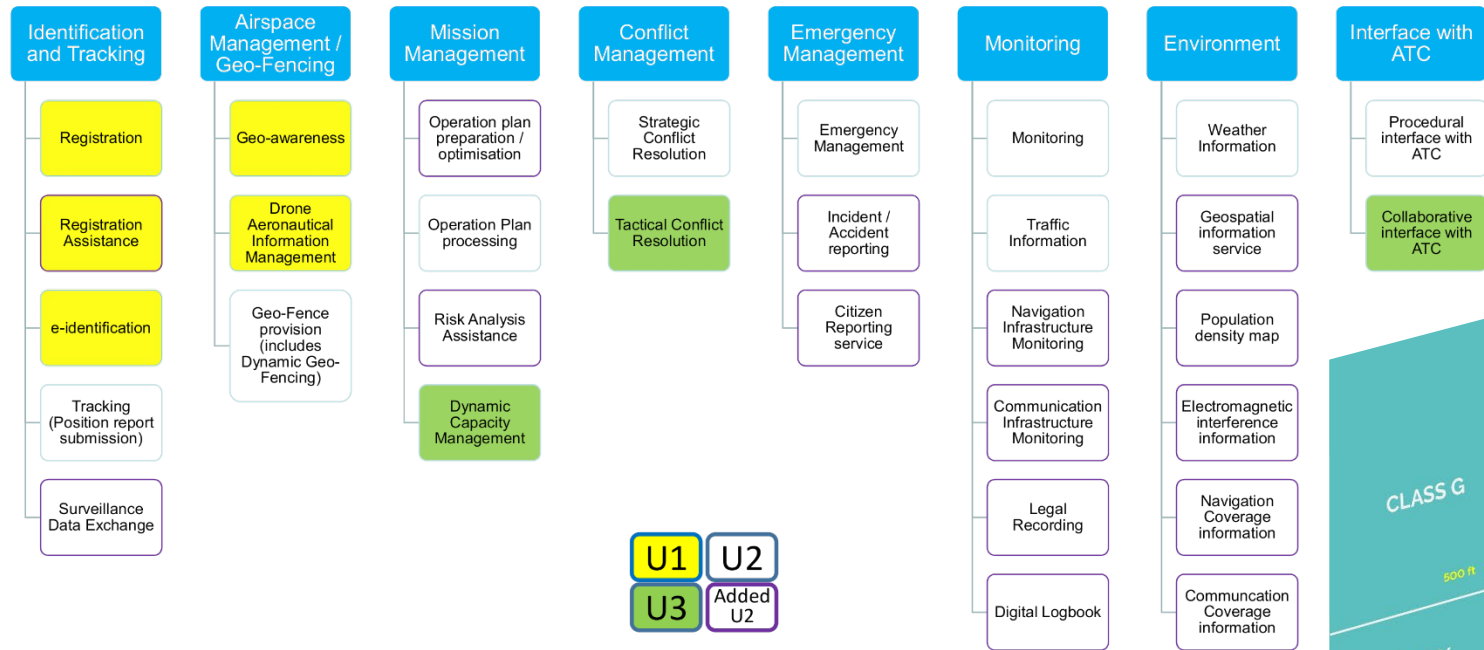 Identification
and Tracking
Registration
Registration
Assistance
e-identification
Tracking
(Position report
submission)
Surveillance
Data Exchange
Airspace
Management /
Geo-Fencing
Geo-awareness
Drone
Aeronautical
Information
Management
Geo-Fence
provision
(includes
Dynamic Geo-
Fencing)
Mission
Management
Operation plan
preparation /
optimisation
Operation Plan
processing
Risk Analysis
Assistance
Dynamic
Capacity
Management
Conflict
Management
Strategic
Conflict
Resolution
Tactical Conflict
Resolution
Emergency
Management
Emergency
Management
Incident /
Accident
reporting
Citizen
Reporting
service
Monitoring
Monitoring
Traffic
Information
Navigation
Infrastructure
Monitoring
Communication
Infrastructure
Monitoring
Legal
Recording
Digital Logbook
Environment
Weather
Information
Geospatial
information
service
Population
density map
Electromagnetic
interference
information
Navigation
Coverage
information
Communcation
Coverage
information
Interface with
ATC
Procedural
interface with
ATC
Collaborative
interface with
ATC
U1
U2
U3
Added
U2
CLASS G
500 ft